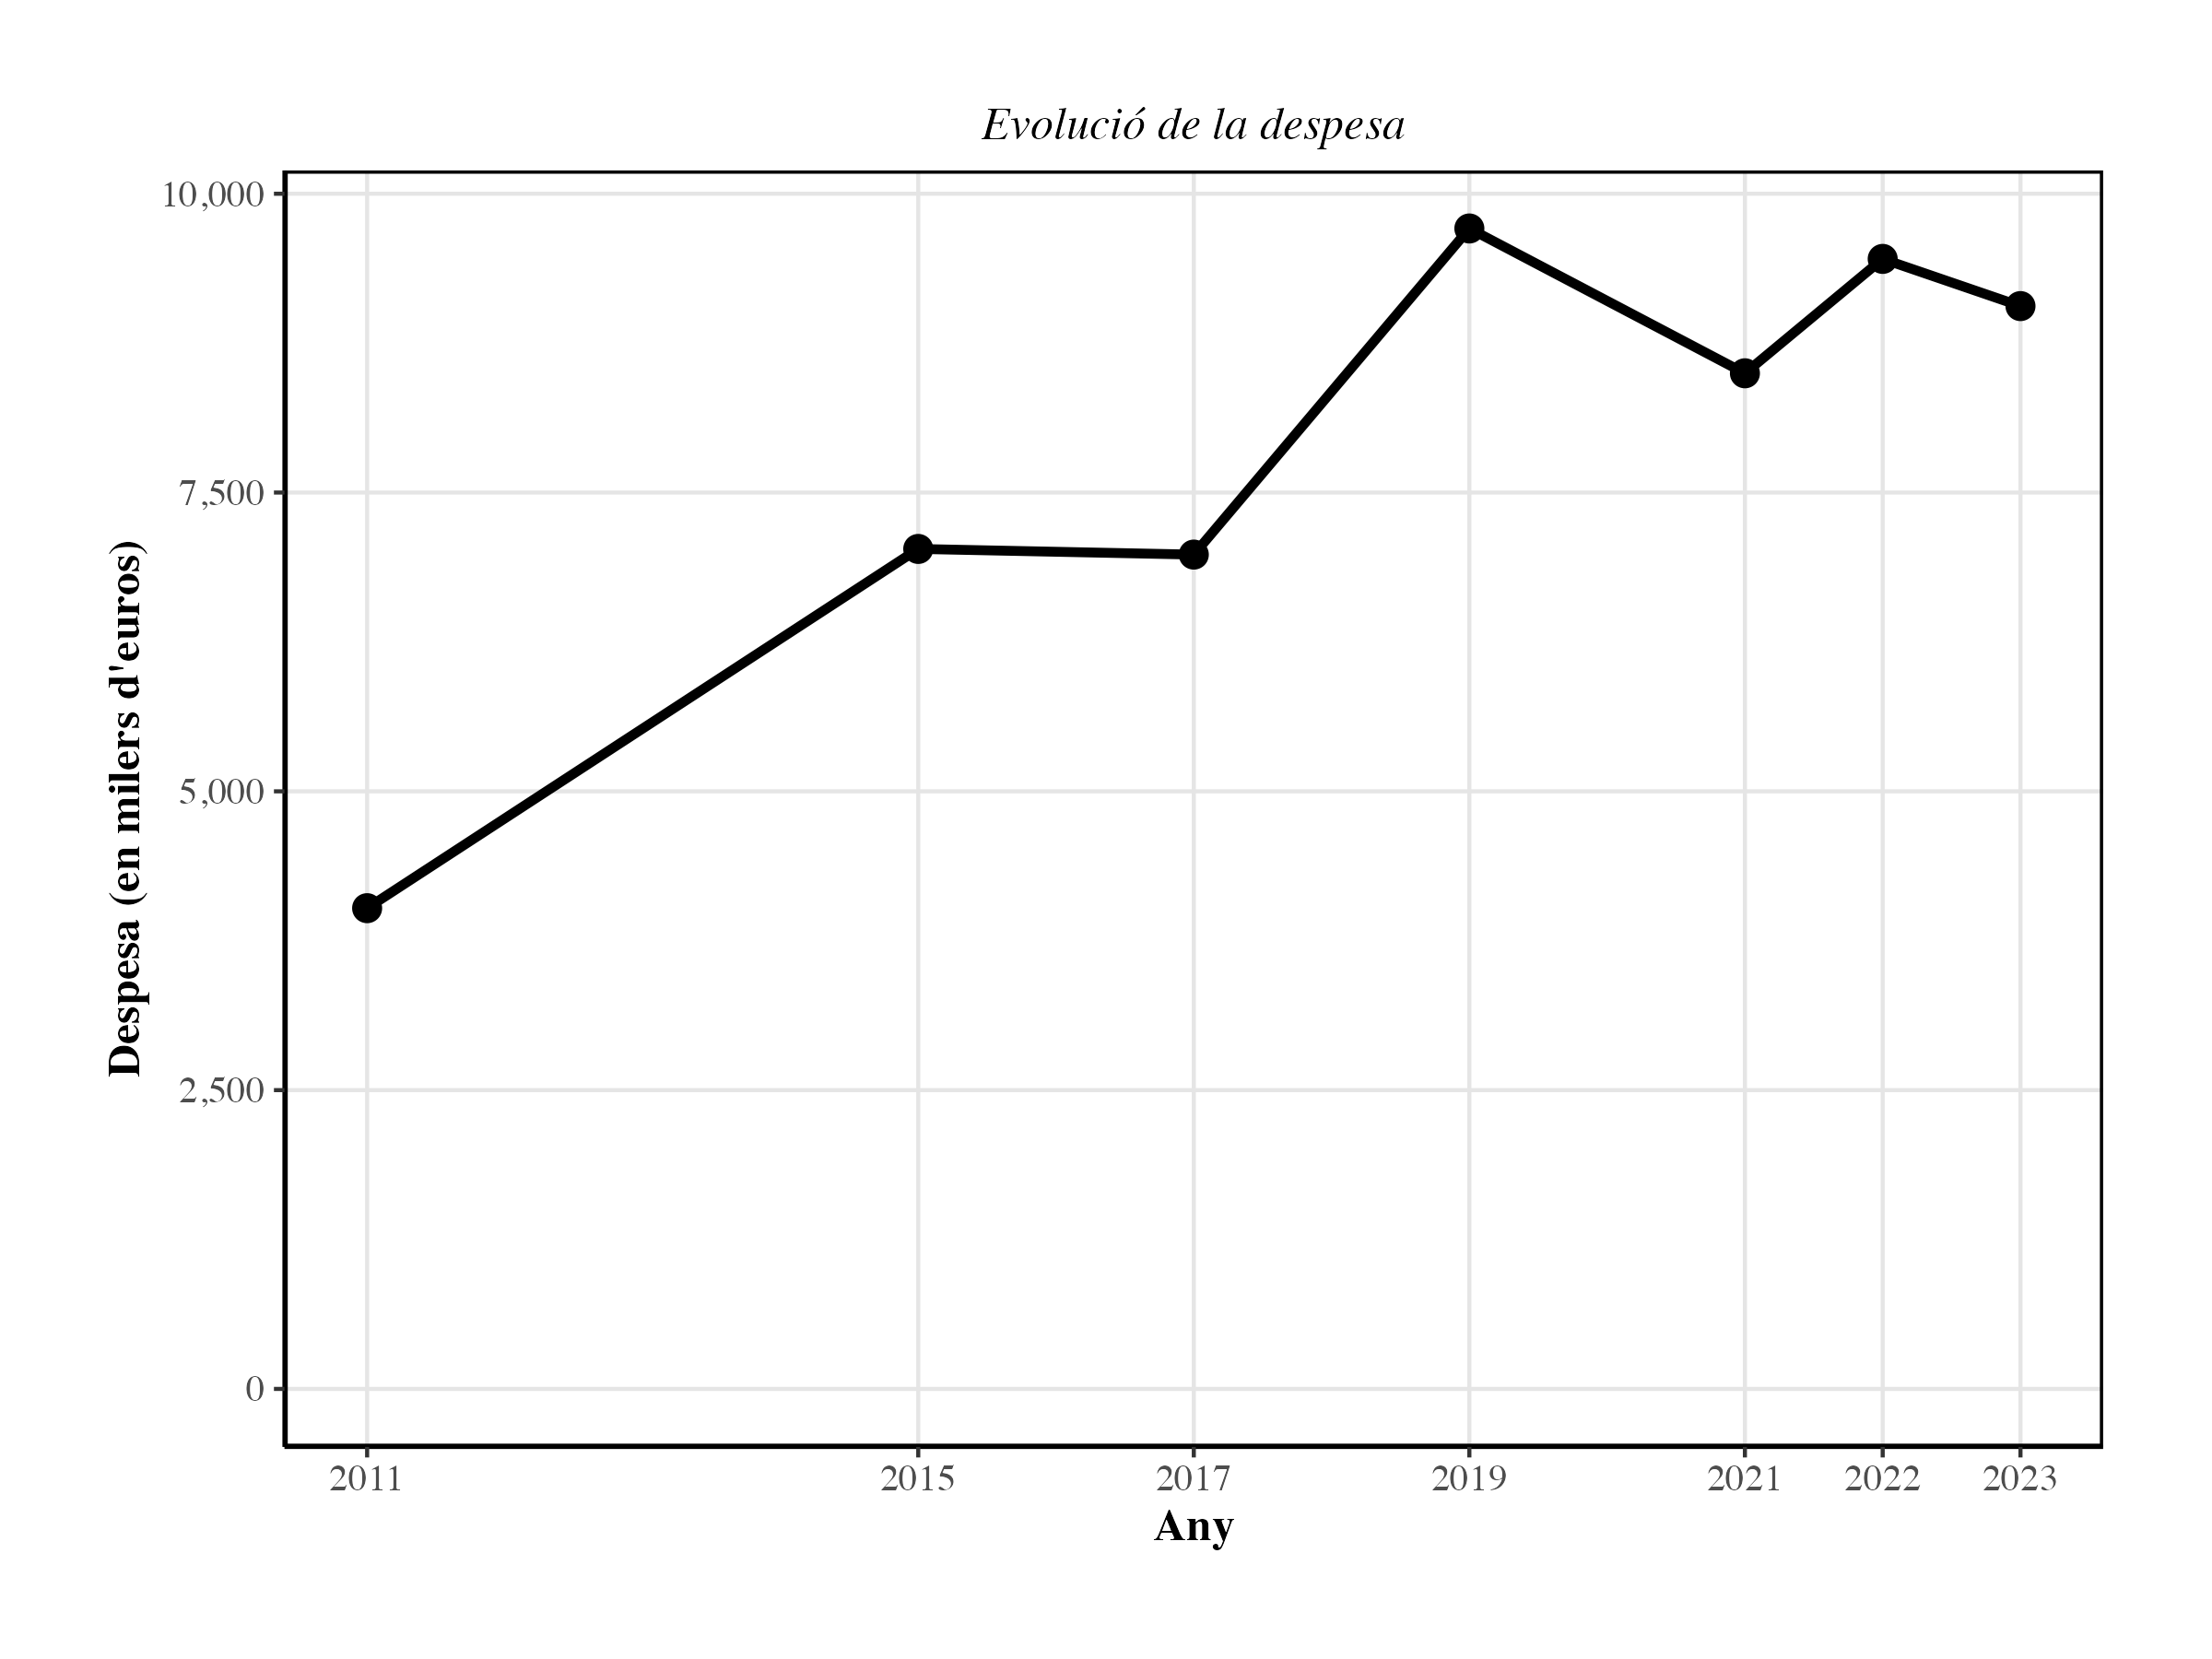 Evolució de la despesa
Despesa (en milers d'euros)
10,000
7,500
5,000
2,500
0
2011 2015 2017 2019 2021 2022 2023
Any